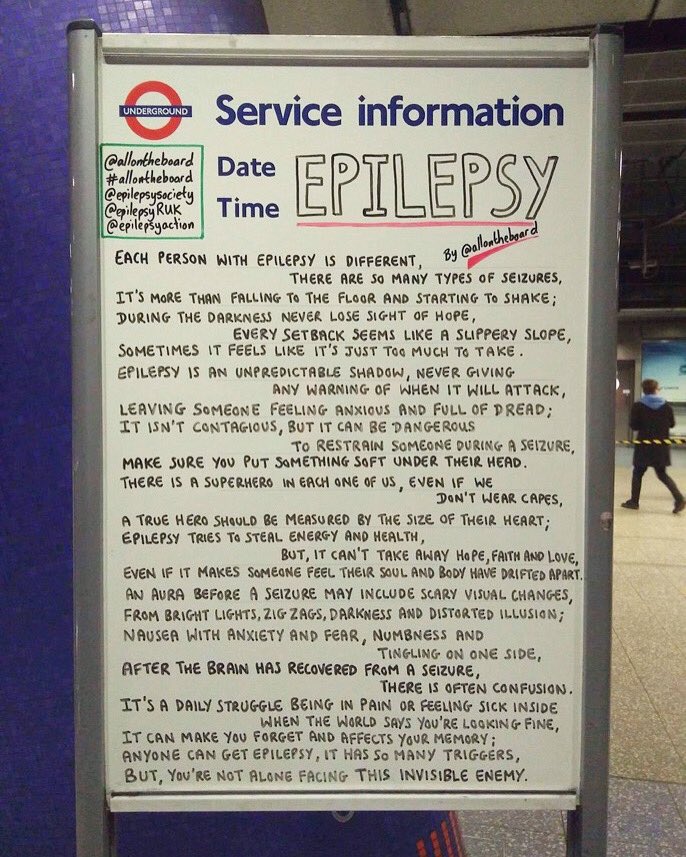 UNDERGROUND
Service information
@allontheboard
#allontheboard
@epilepsysociety
@epilepsyRUK
@epilepsyaction
Date
Time
EPILEPSY
By @allontheboard
EACH PERSON WITH EPILEPSY IS DIFFERENT,
THERE ARE SO MANY TYPES OF SEIZURES,
IT'S MORE THAN FALLING TO THE FLOOR AND STARTING TO SHAKE;
DURING THE DARKNESS NEVER LOSE SIGHT OF HOPE,
EVERY SETBACK SEEMS LIKE A SLIPPERY SLOPE,
SOMETIMES IT FEELS LIKE IT'S JUST TOO MUCH TO TAKE.
EPILEPSY IS AN UNPREDICTABLE SHADOW, NEVER GIVING
ANY WARNING OF WHEN IT WILL ATTACK,
LEAVING SOMEONE FEELING ANXIOUS AND FULL OF DREAD;
IT ISN'T CONTAGIOUS, BUT IT CAN BE DANGEROUS
TO RESTRAIN SOMEONE DURING A SEIZURE,
MAKE SURE YOU PUT SOMETHING SOFT UNDER THEIR HEAD.
THERE IS A SUPERHERO IN EACH ONE OF US, EVEN IF WE
DON'T WEAR CAPES,
A TRUE HERO SHOULD BE MEASURED BY THE SIZE OF THEIR HEART;
EPILEPSY TRIES TO STEAL ENERGY AND HEALTH,
BUT, IT CAN'T TAKE AWAY HOPE, FAITH AND LOVE,
EVEN IF IT MAKES SOMEONE FEEL THEIR SOUL AND BODY HAVE DRIFTED APART.
AN AURA BEFORE A SEIZURE MAY INCLUDE SCARY VISUAL CHANGES,
FROM BRIGHT LIGHTS, ZIG ZAGS, DARKNESS AND DISTORTED ILLUSION;
NAUSEA WITH ANXIETY AND FEAR, NUMBNESS AND
TINGLING ON ONE SIDE,
AFTER THE BRAIN HAS RECOVERED FROM A SEIZURE,
THERE IS OFTEN CONFUSION.
IT'S A DAILY STRUGGLE BEING IN PAIN OR FEELING SICK INSIDE
WHEN THE WORLD SAYS YOU'RE LOOKING FINE,
IT CAN MAKE YOU FORGET AND AFFECTS YOUR MEMORY;
ANYONE CAN GET EPILEPSY, IT HAS SO MANY TRIGGERS,
BUT, YOU'RE NOT ALONE FACING THIS INVISIBLE ENEMY.